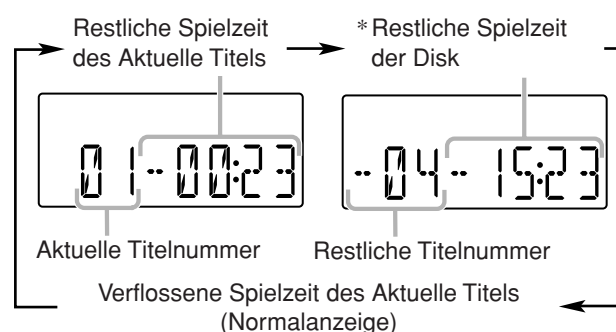 Restliche Spielzeit
des Aktuelle Titels
* Restliche Spielzeit
der Disk
01-00:23
-04-15:23
Aktuelle Titelnummer
Restliche Titelnummer
Verflossene Spielzeit des Aktuelle Titels
(Normalanzeige)